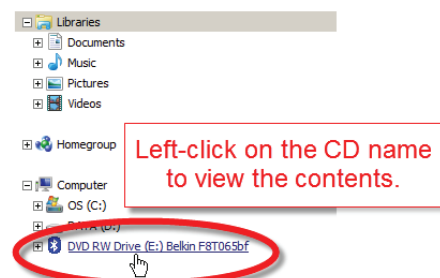 Libraries
Documents
Music
Pictures
Videos
Homegroup
Left-click on the CD name
to view the contents.
Computer
OS (C:)
DATA (D:)
DVD RW Drive (E:) Belkin F8T065bf